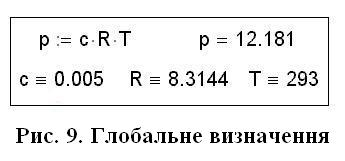 p := c·R·T p = 12.181
c ≡ 0.005 R ≡ 8.3144 T ≡ 293
Рис. 9. Глобальне визначення